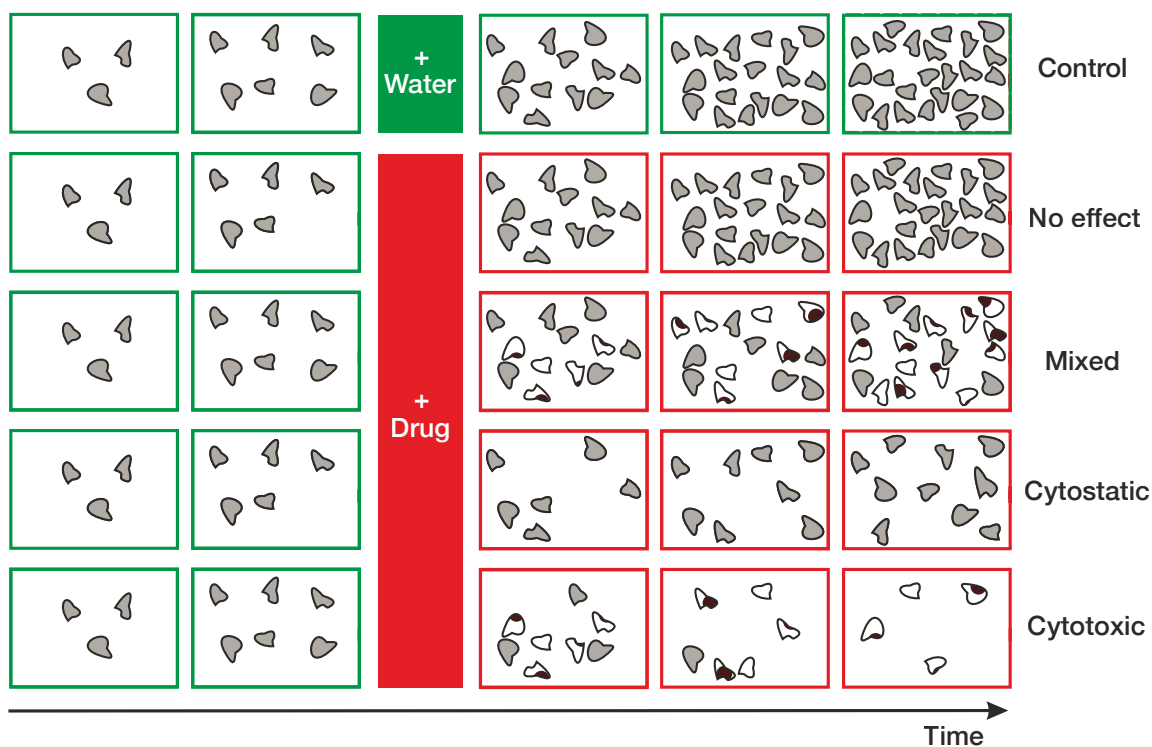 +
Water
Control
No effect
Mixed
+
Drug
Cytostatic
Cytotoxic
Time